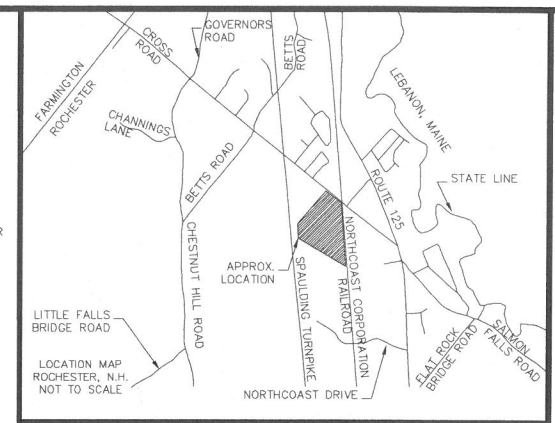 GOVERNORS
ROAD
CROSS
ROAD
BETTS
ROAD
FARMINGTON
ROCHESTER
LEBANON, MAINE
CHANNINGS
LANE
BETTS ROAD
ROUTE 125
STATE LINE
R
CHESTNUT HILL ROAD
APPROX.
LOCATION
SPAULDING TURNPIKE
NORTHCOAST CORPORATION
RAILROAD
LITTLE FALLS
BRIDGE ROAD
FLAT ROCK
BRIDGE ROAD
SALMON
FALLS ROAD
LOCATION MAP
ROCHESTER, N.H.
NOT TO SCALE
NORTHCOAST DRIVE